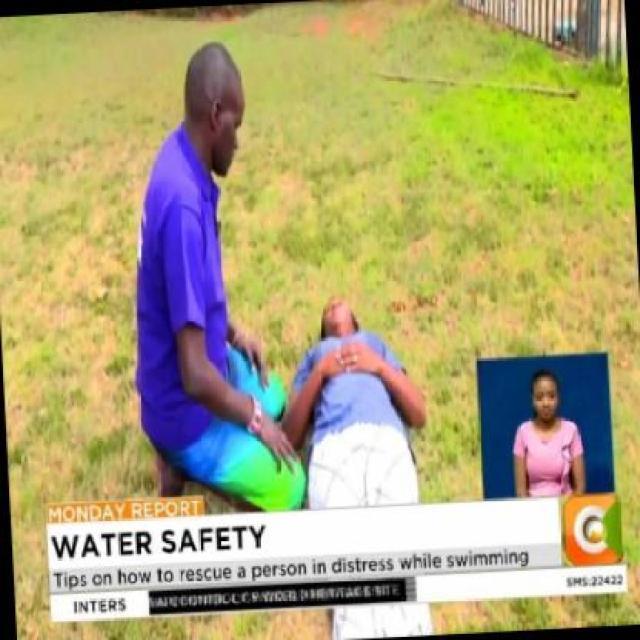 MONDAY REPORT
WATER SAFETY
Tips on how to rescue a person in distress while swimming
SMS:22422
INTERS